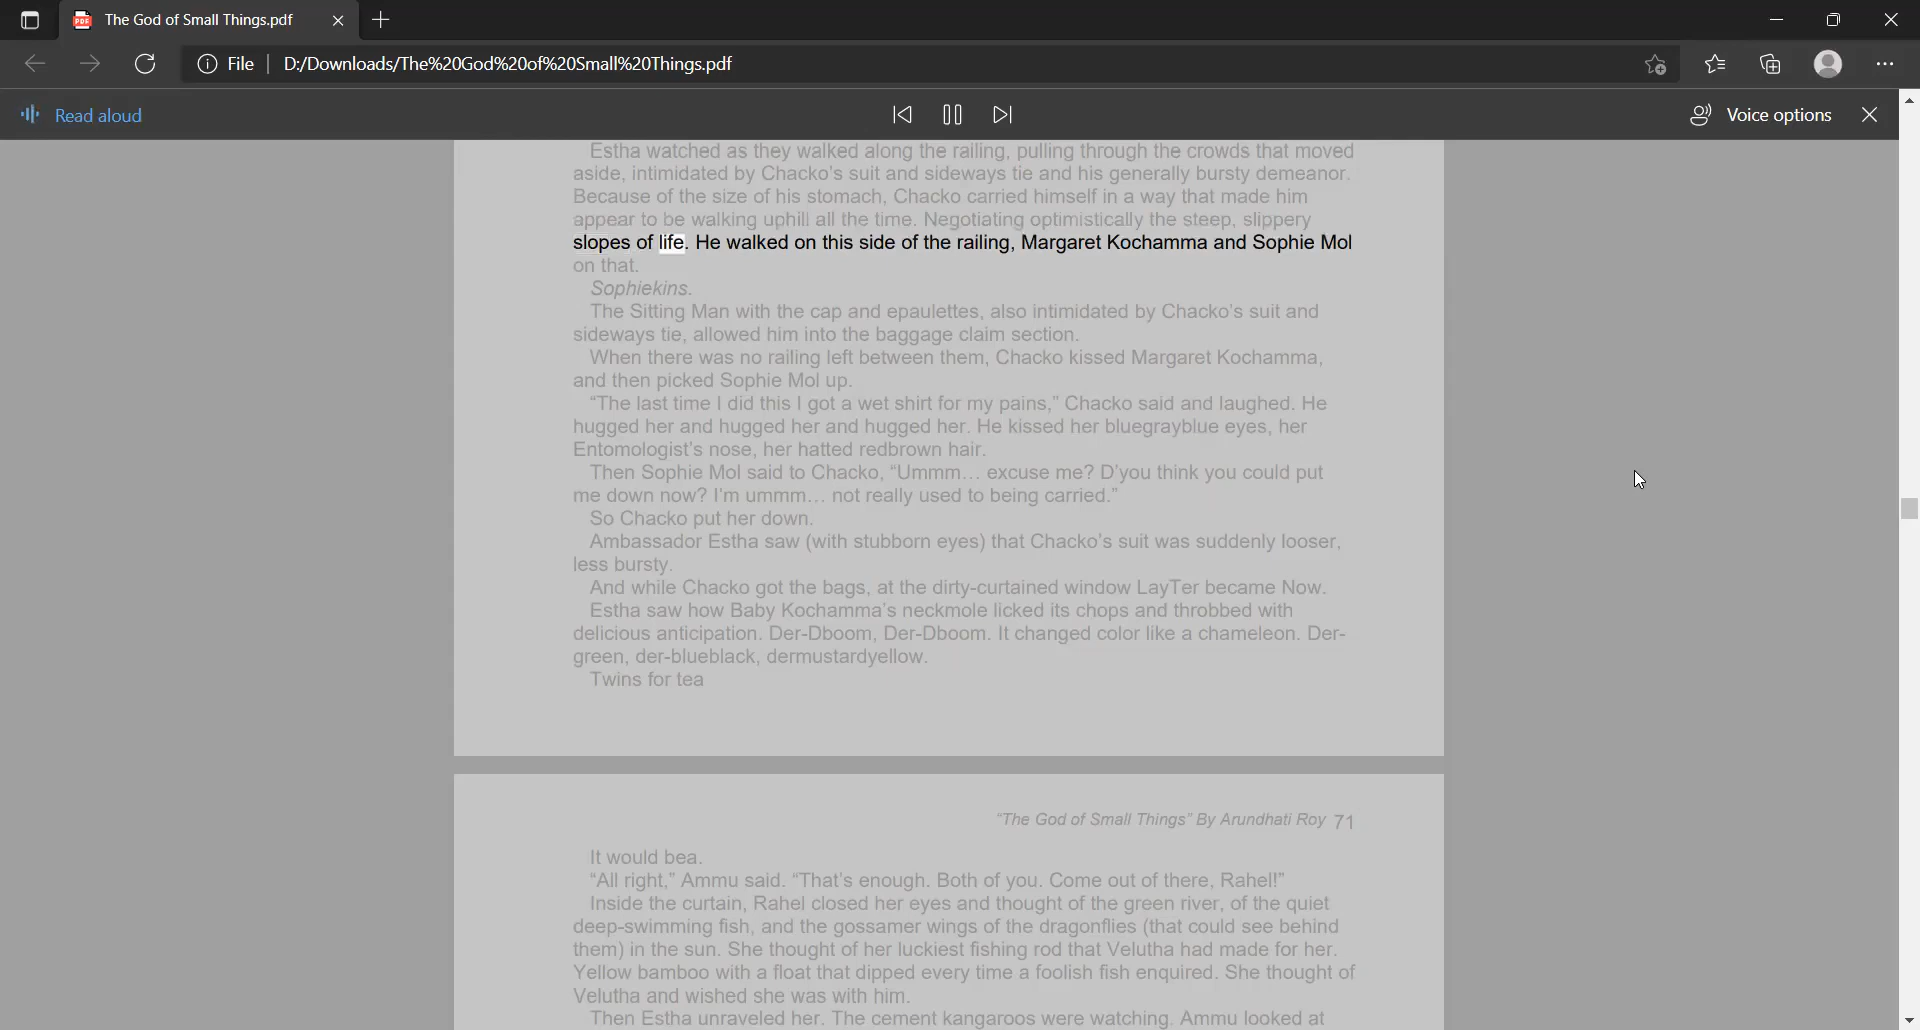 The God of Small Things.pdf
File D:/Downloads/The%20God%20of%20Small%20Things.pdf
Read aloud
Voice options
Estha watched as they walked along the railing, pulling through the crowds that moved
aside, intimidated by Chacko's suit and sideways tie and his generally bursty demeanor.
Because of the size of his stomach, Chacko carried himself in a way that made him
appear to be walking uphill all the time. Negotiating optimistically the steep, slippery
slopes of life. He walked on this side of the railing, Margaret Kochamma and Sophie Mol
on that.
Sophiekins.
The Sitting Man with the cap and epaulettes, also intimidated by Chacko's suit and
sideways tie, allowed him into the baggage claim section.
When there was no railing left between them, Chacko kissed Margaret Kochamma,
and then picked Sophie Mol up.
“The last time I did this I got a wet shirt for my pains,” Chacko said and laughed. He
hugged her and hugged her and hugged her. He kissed her bluegrayblue eyes, her
Entomologist's nose, her hatted redbrown hair.
Then Sophie Mol said to Chacko, “Ummm… excuse me? D'you think you could put
me down now? I'm ummm… not really used to being carried.”
So Chacko put her down.
Ambassador Estha saw (with stubborn eyes) that Chacko's suit was suddenly looser,
less bursty.
And while Chacko got the bags, at the dirty-curtained window LayTer became Now.
Estha saw how Baby Kochamma's neckmole licked its chops and throbbed with
delicious anticipation. Der-Dboom, Der-Dboom. It changed color like a chameleon. Der-
green, der-blueblack, dermustardyellow.
Twins for tea
“The God of Small Things” By Arundhati Roy 71
It would bea.
“All right,” Ammu said. “That's enough. Both of you. Come out of there, Rahel!”
Inside the curtain, Rahel closed her eyes and thought of the green river, of the quiet
deep-swimming fish, and the gossamer wings of the dragonflies (that could see behind
them) in the sun. She thought of her luckiest fishing rod that Velutha had made for her.
Yellow bamboo with a float that dipped every time a foolish fish enquired. She thought of
Velutha and wished she was with him.
Then Estha unraveled her. The cement kangaroos were watching. Ammu looked at